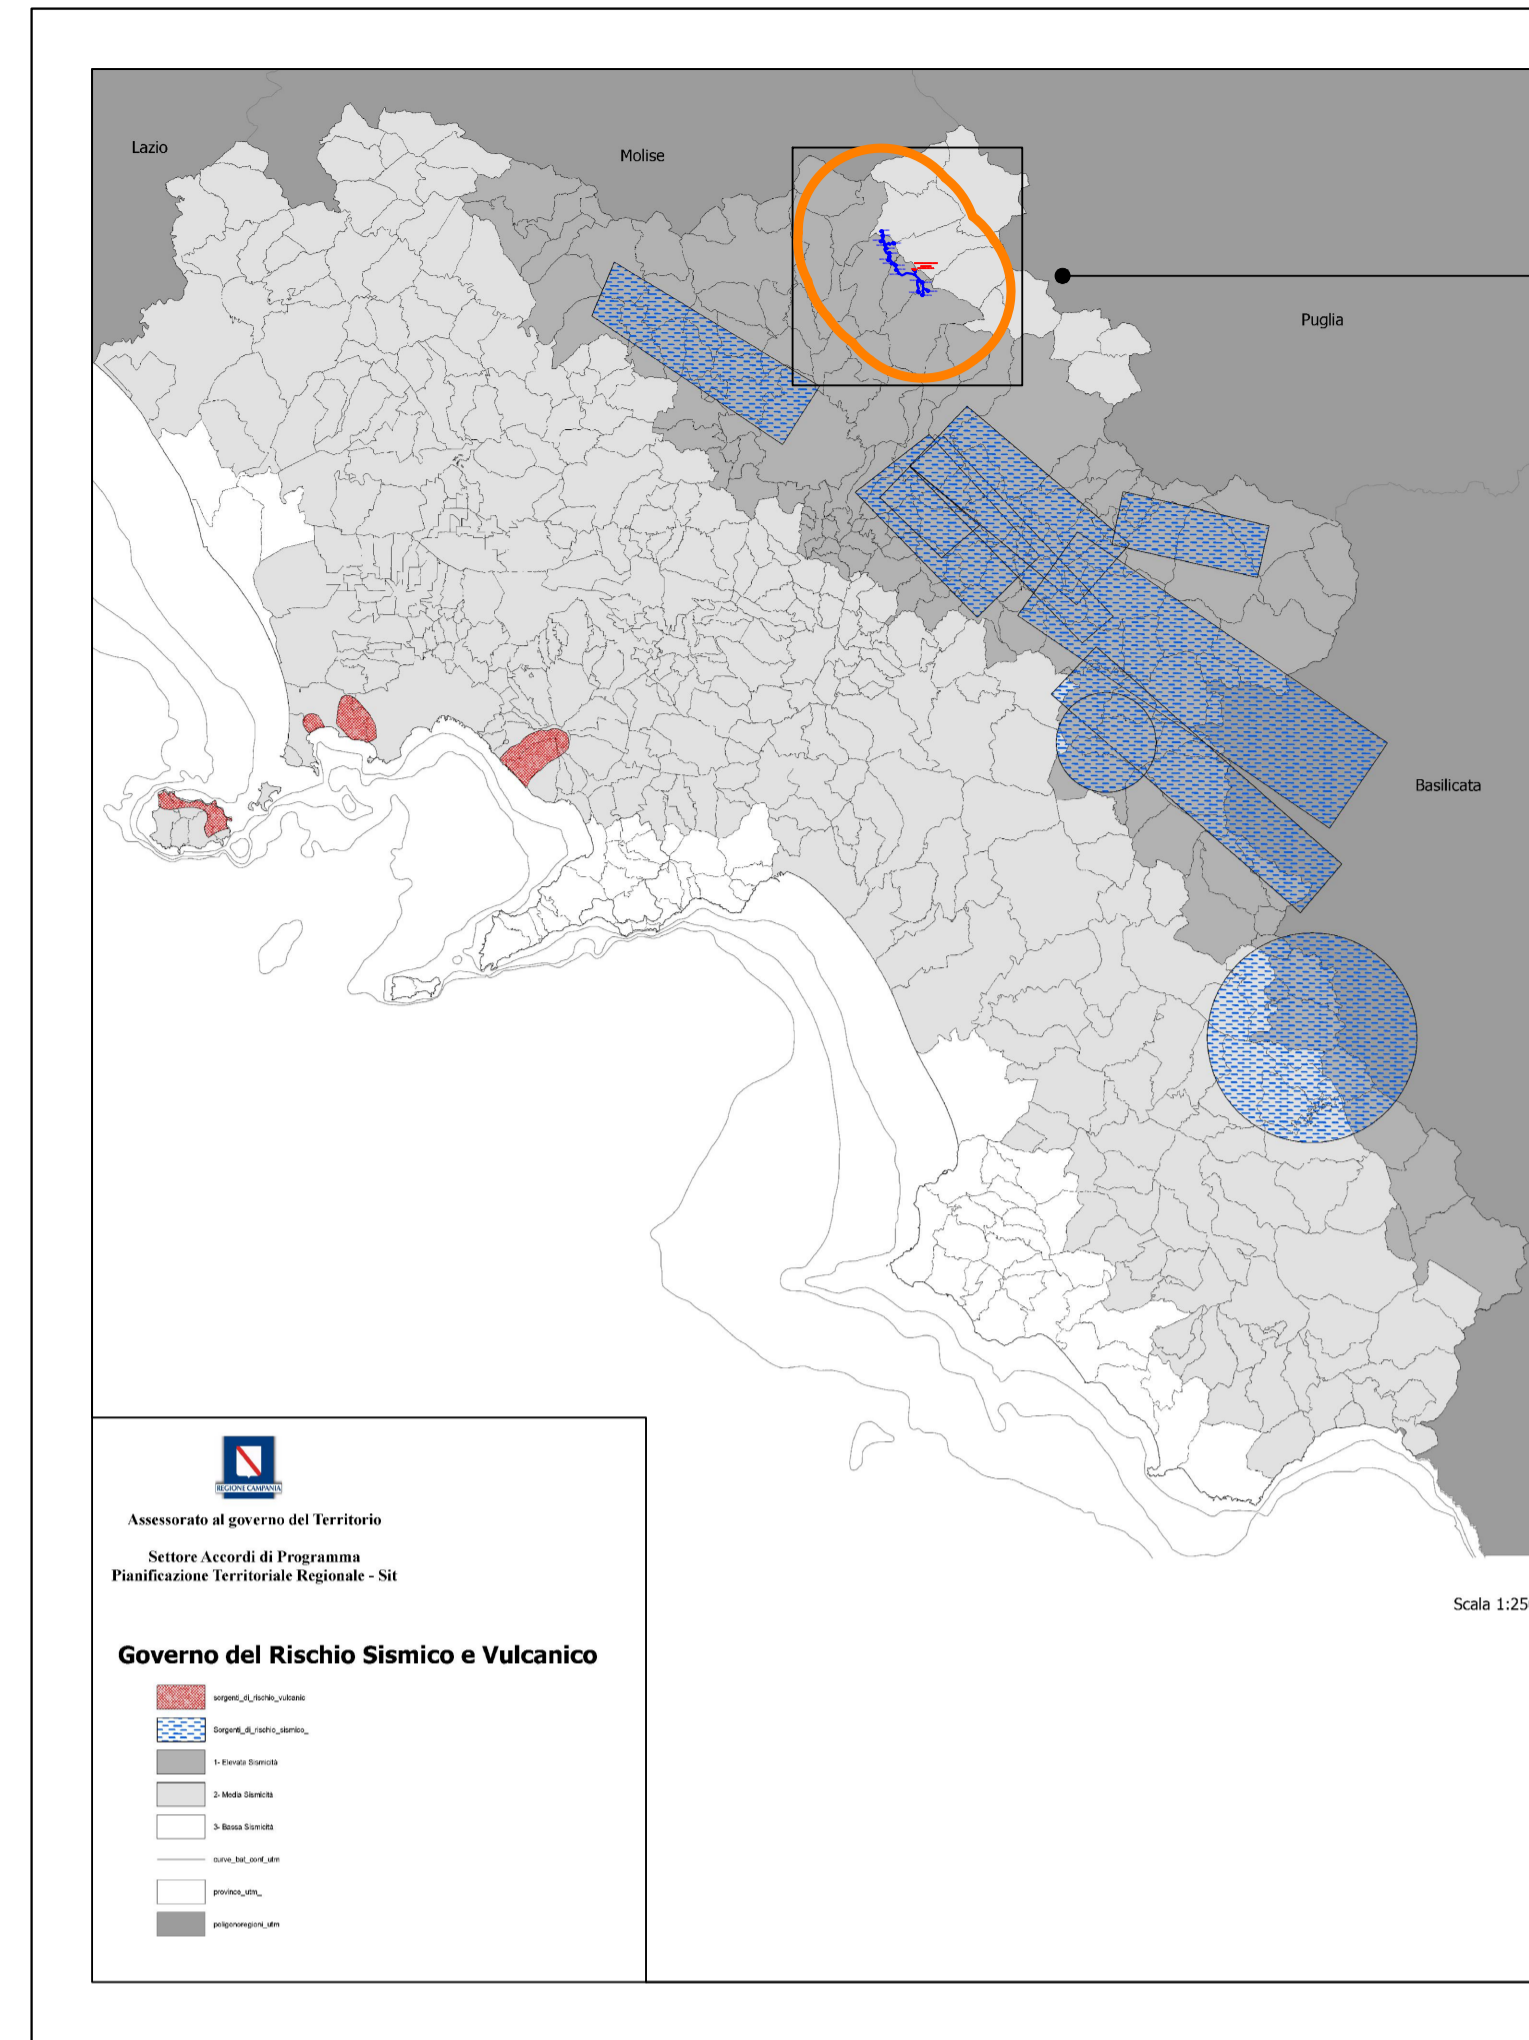 Lazio
Molise
Puglia
Basilicata
REGIONE CAMPANIA
Assessorato al governo del Territorio
Settore Accordi di Programma
Pianificazione Territoriale Regionale - Sit
Scala 1:25
Governo del Rischio Sismico e Vulcanico
sorgenti_di_rischio_vulcanic
Sorgenti_di_rischio_sismico_
1- Elevata Sismicità
2- Media Sismicità
3- Bassa Sismicità
curve_bat_conf_utm
province_utm_
poligonoregioni_utm